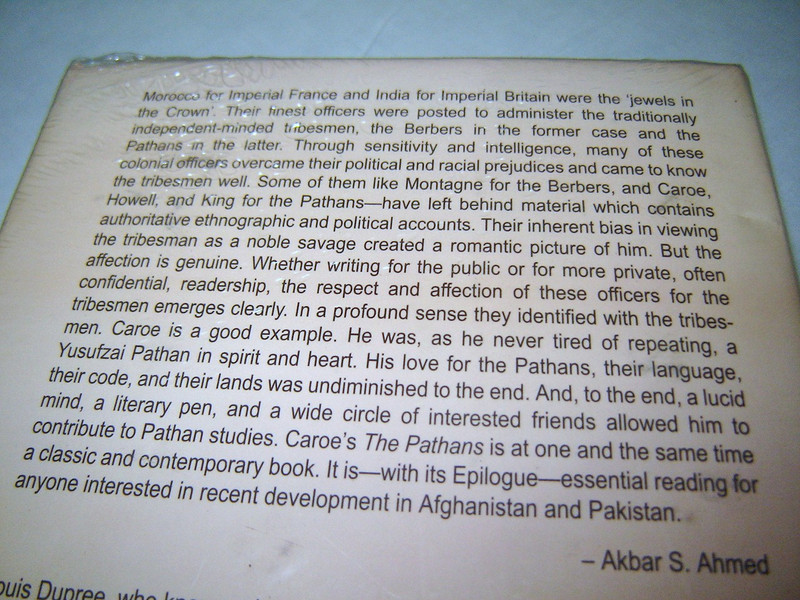 Morocco for Imperial France and India for Imperial Britain were the 'jewels in
the Crown'. Their finest officers were posted to administer the traditionally
independent-minded tribesmen, the Berbers in the former case and the
Pathans in the latter. Through sensitivity and intelligence, many of these
colonial officers overcame their political and racial prejudices and came to know
the tribesmen well. Some of them like Montagne for the Berbers, and Caroe,
Howell, and King for the Pathans—have left behind material which contains
authoritative ethnographic and political accounts. Their inherent bias in viewing
the tribesman as a noble savage created a romantic picture of him. But the
affection is genuine. Whether writing for the public or for more private, often
confidential, readership, the respect and affection of these officers for the
tribesmen emerges clearly. In a profound sense they identified with the tribes-
men. Caroe is a good example. He was, as he never tired of repeating, a
Yusufzai Pathan in spirit and heart. His love for the Pathans, their language,
their code, and their lands was undiminished to the end. And, to the end, a lucid
mind, a literary pen, and a wide circle of interested friends allowed him to
contribute to Pathan studies. Caroe's The Pathans is at one and the same time
a classic and contemporary book. It is—with its Epilogue—essential reading for
anyone interested in recent development in Afghanistan and Pakistan.
– Akbar S. Ahmed
ouis Dupree, who